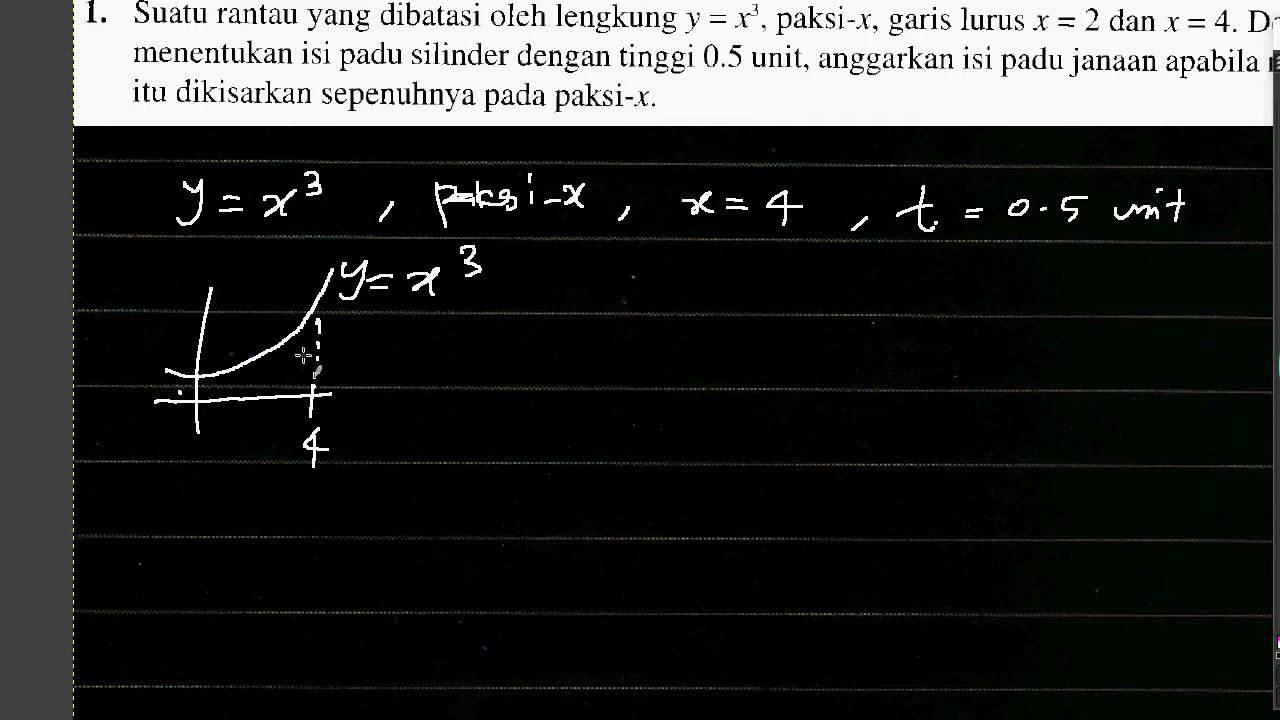 1. Suatu rantau yang dibatasi oleh lengkung y = x³, paksi-x, garis lurus x = 2 dan x = 4.
menentukan isi padu silinder dengan tinggi 0.5 unit, anggarkan isi padu janaan apabila
itu dikisarkan sepenuhnya pada paksi-x.
y = x³ , paksi-x , x = 4 , t = 0.5 unit
y = x³
4